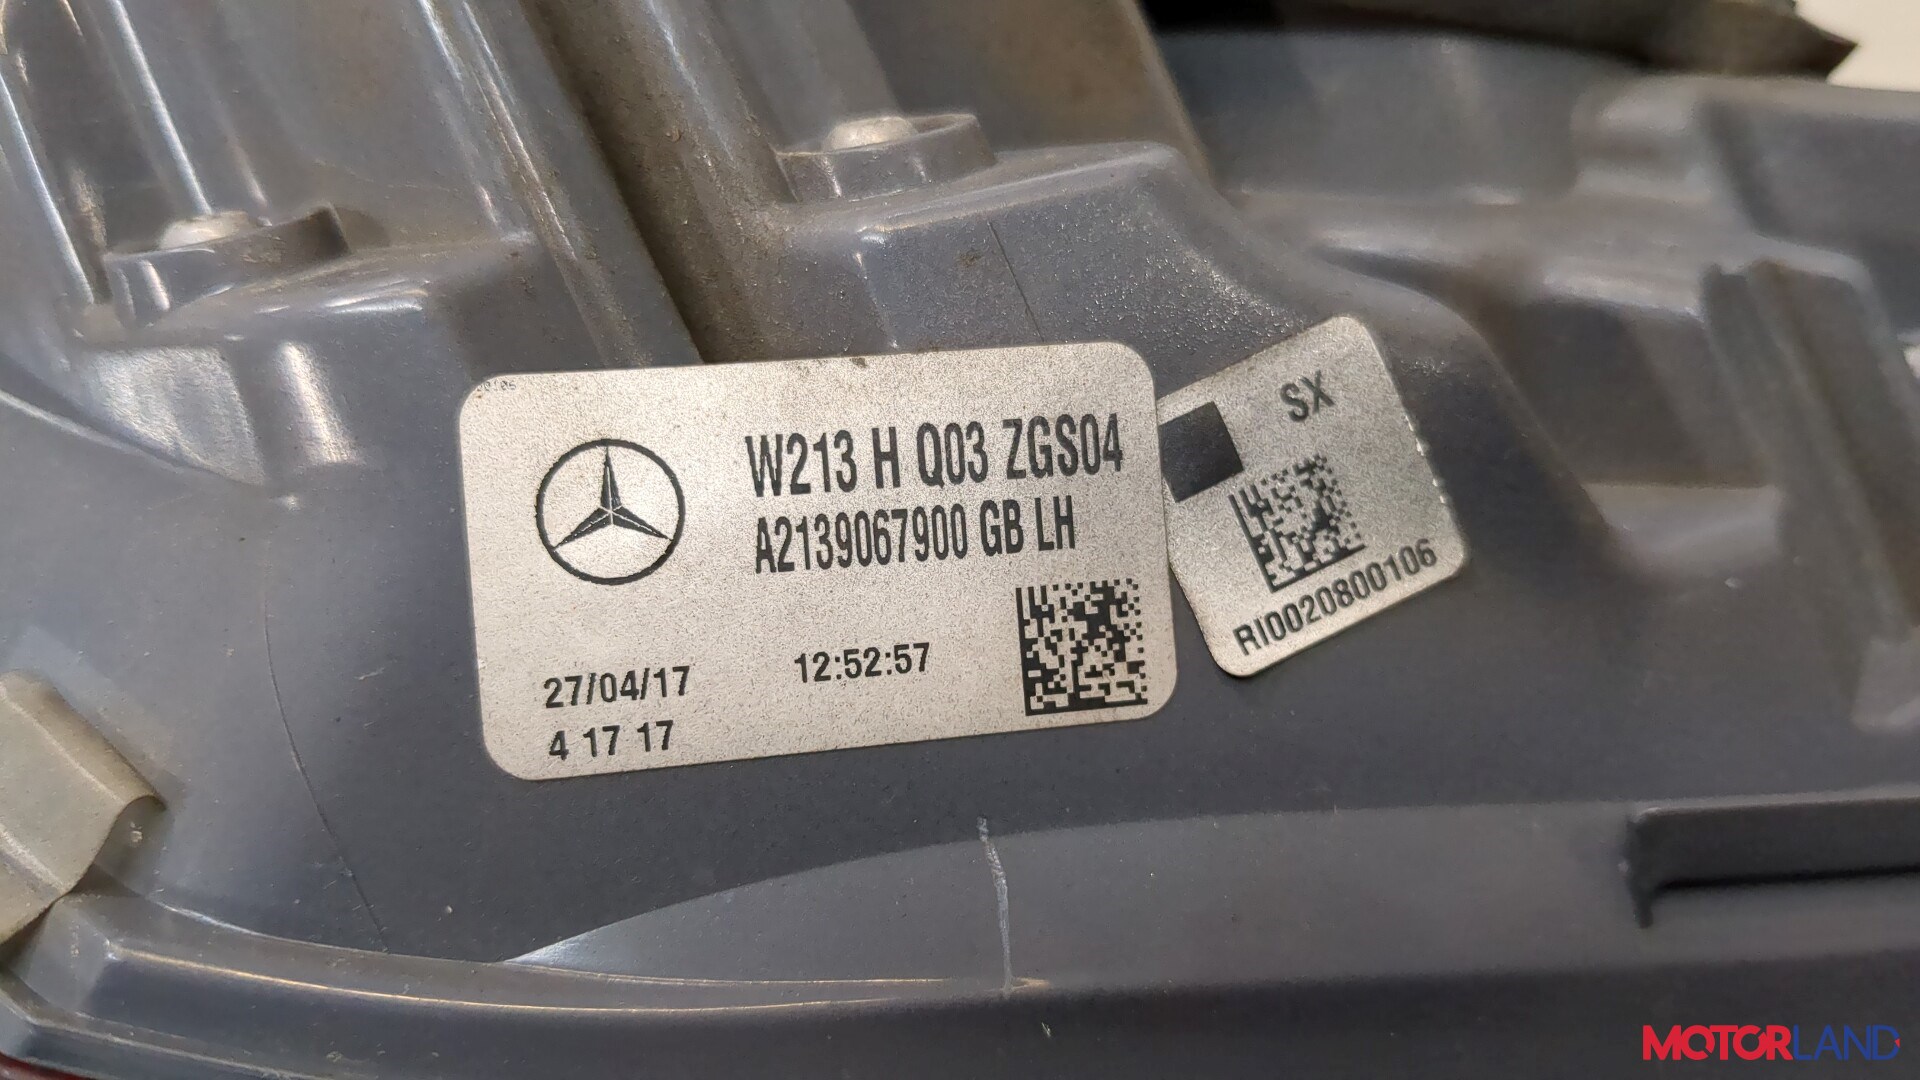 W213 H Q03 ZGS04
A2139067900 GB LH
27/04/17 12:52:57
4 17 17
SX
RI0020800106
MOTORLAND